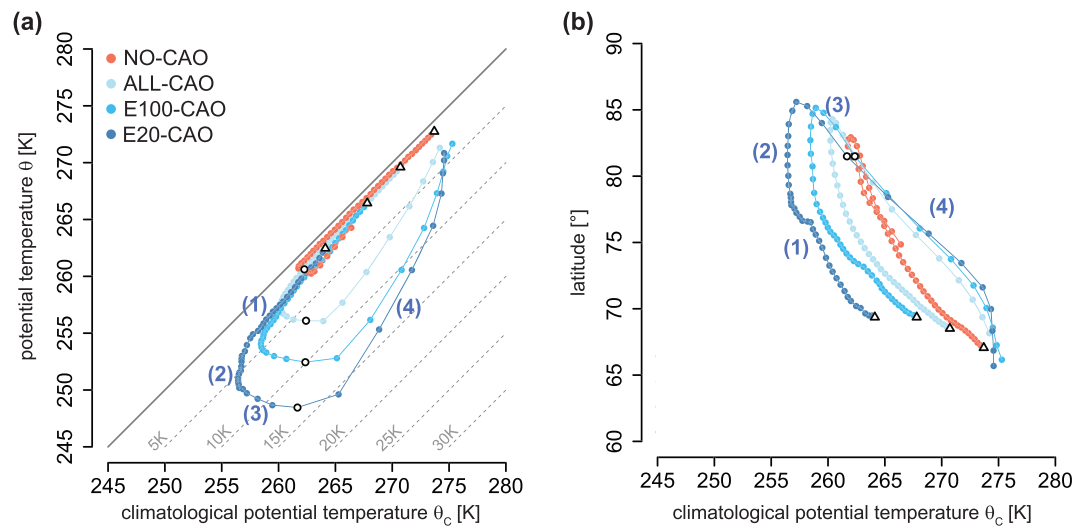 (a)
NO-CAO
ALL-CAO
E100-CAO
E20-CAO
potential temperature θ [K]
280
275
270
265
260
255
250
245
(1)
(2)
(3)
(4)
5K
10K
15K
20K
25K
30K
245 250 255 260 265 270 275 280
climatological potential temperature θC [K]
(b)
latitude [°]
90
85
80
75
70
65
60
(3)
(2)
(4)
(1)
245 250 255 260 265 270 275 280
climatological potential temperature θC [K]